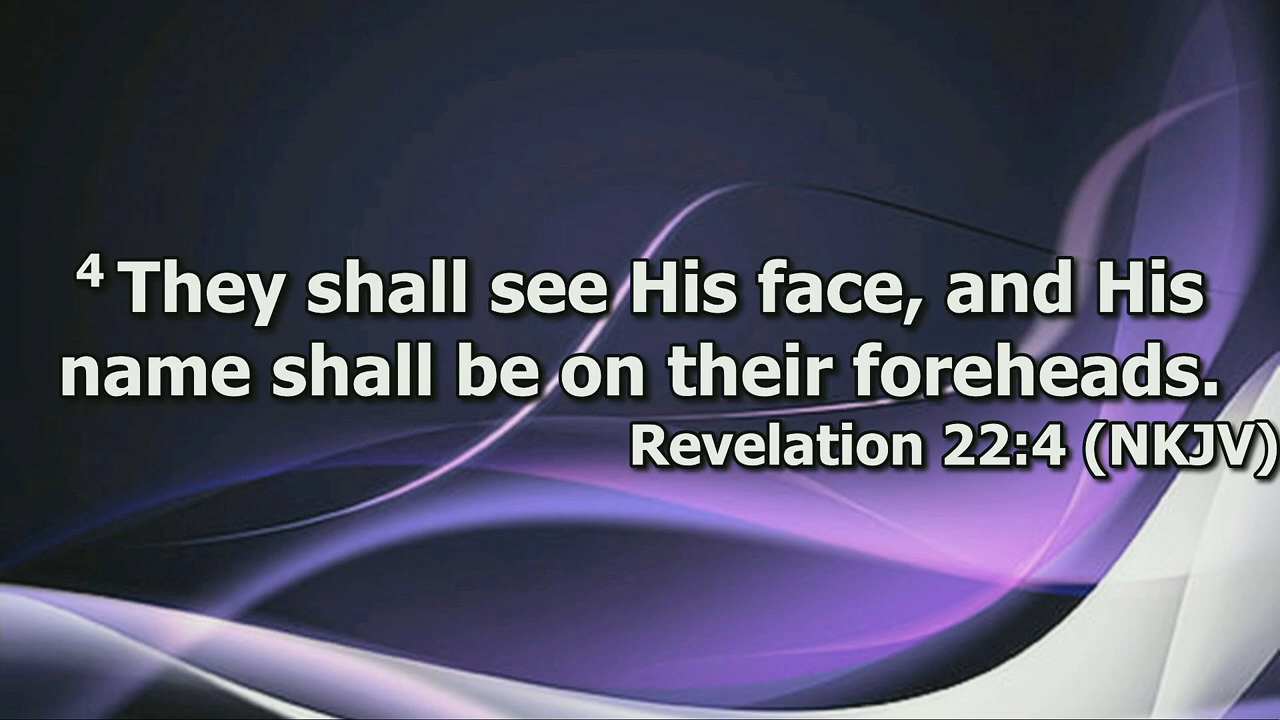 4 They shall see His face, and His
name shall be on their foreheads.
Revelation 22:4 (NKJV)